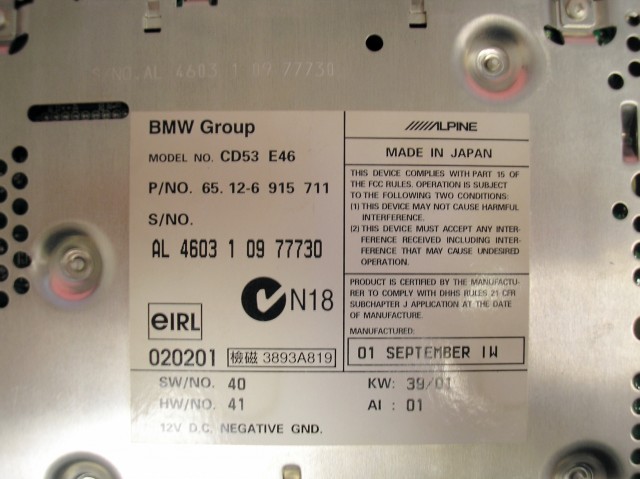 S/NO. AL 4603 1 09 77730
BMW Group
MODEL NO. CD53 E46
P/NO. 65. 12-6 915 711
S/NO.
AL 4603 1 09 77730
eIRL
N18
020201
檢磁 3893A819
/////ALPINE
MADE IN JAPAN
THIS DEVICE COMPLIES WITH PART 15 OF
THE FCC RULES. OPERATION IS SUBJECT
TO THE FOLLOWING TWO CONDITIONS:
(1) THIS DEVICE MAY NOT CAUSE HARMFUL
INTERFERENCE.
(2) THIS DEVICE MUST ACCEPT ANY INTER-
FERENCE RECEIVED INCLUDING INTER-
FERENCE THAT MAY CAUSE UNDESIRED
OPERATION.
PRODUCT IS CERTIFIED BY THE MANUFACTU-
RER TO COMPLY WITH DHHS RULES 21 CFR
SUBCHAPTER J APPLICATION AT THE DATE
OF MANUFACTURE.
MANUFACTURED:
01 SEPTEMBER 1W
SW/NO. 40
HW/NO. 41
12V D.C. NEGATIVE GND.
KW: 39/01
AI : 01